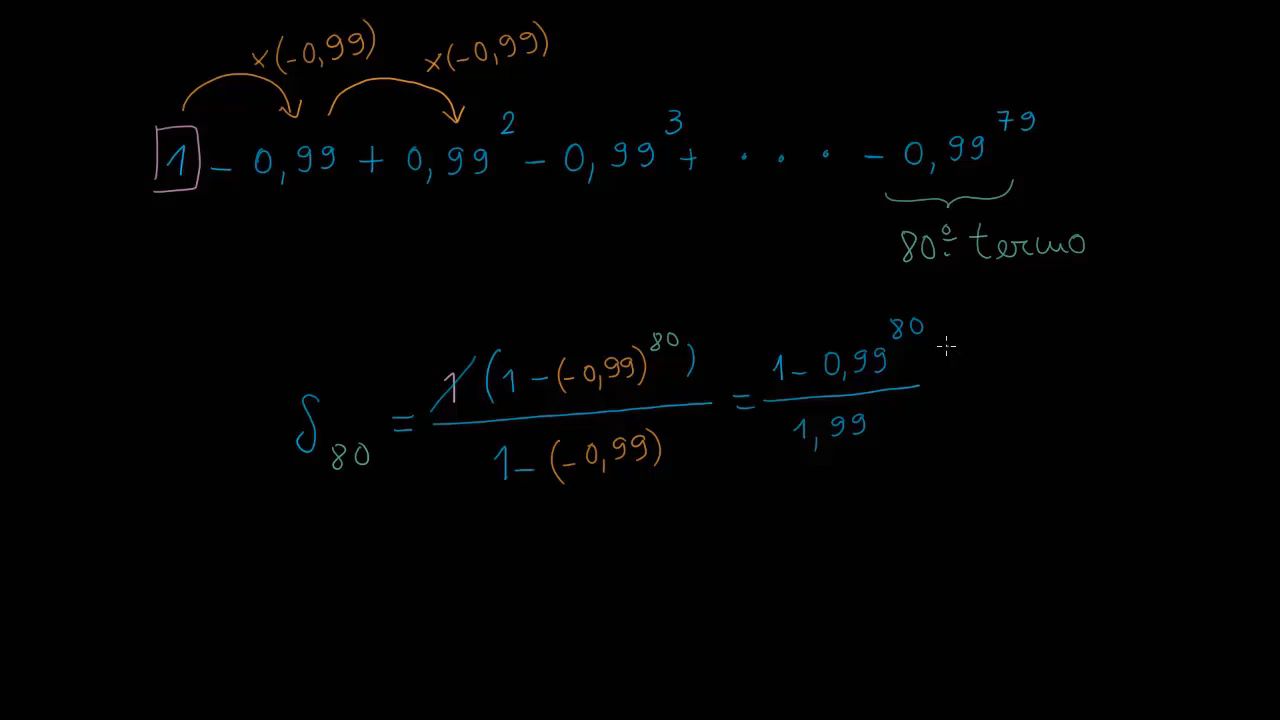 ×(-0,99) ×(-0,99)
1 - 0,99 + 0,99² - 0,99³ + · · · - 0,99⁷⁹
80º termo
S₈₀ = 1(1-(-0,99)⁸⁰) / 1-(-0,99) = 1-0,99⁸⁰ / 1,99